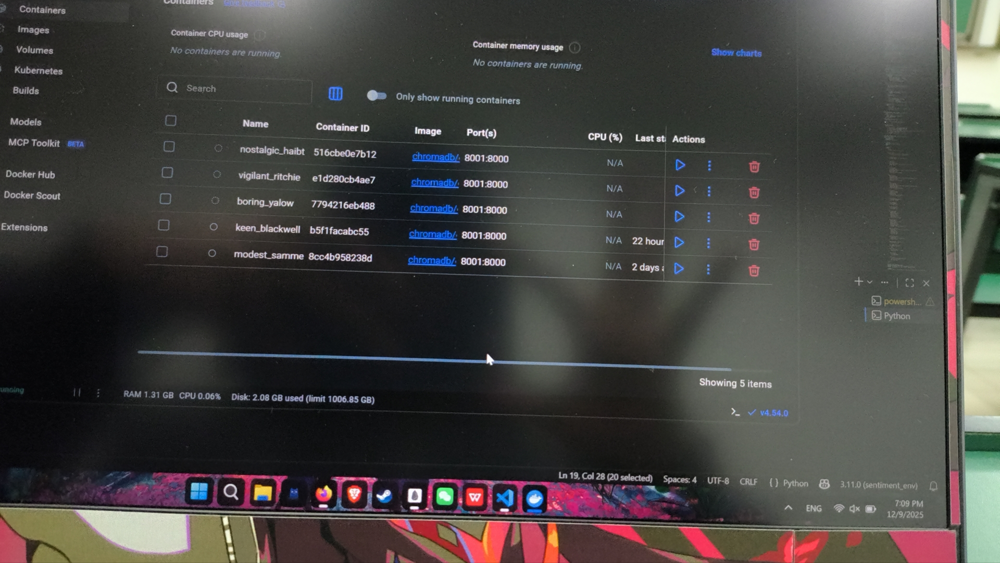 Containers
Containers Give feedback
Images
Container CPU usage
Container memory usage
Show charts
Volumes
No containers are running.
No containers are running.
Kubernetes
Builds
Search
Only show running containers
Models
MCP Toolkit BETA
Docker Hub
Docker Scout
Extensions
Name Container ID Image Port(s) CPU (%) Last st Actions
nostalgic_haibt 516cbe0e7b12 chromadb/ 8001:8000 N/A
vigilant_ritchie e1d280cb4ae7 chromadb/ 8001:8000 N/A
boring_yalow 7794216eb488 chromadb/ 8001:8000 N/A
keen_blackwell b5f1facabc55 chromadb/ 8001:8000 N/A 22 hour
modest_samme 8cc4b958238d chromadb/ 8001:8000 N/A 2 days
powersh...
Python
Showing 5 items
RAM 1.31 GB CPU 0.06% Disk: 2.08 GB used (limit 1006.85 GB)
v4.54.0
Ln 19, Col 28 (20 selected) Spaces: 4 UTF-8 CRLF { } Python 3.11.0 (sentiment_env)
ENG
7:09 PM
12/9/2025